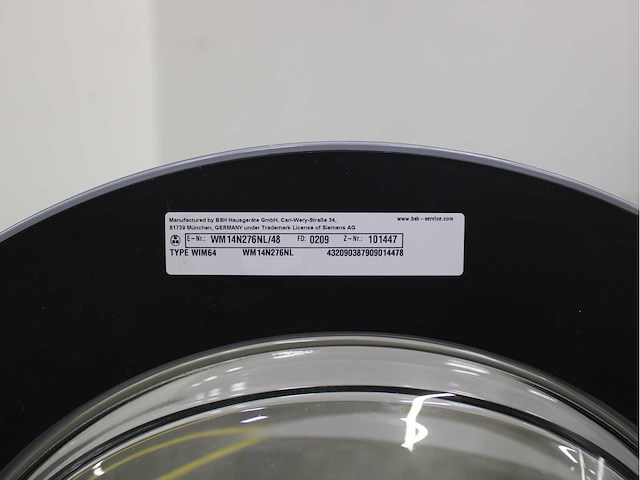 Manufactured by BSH Hausgeräte GmbH, Carl-Wery-Straße 34, www.bsh-service.com
81739 München, GERMANY under Trademark License of Siemens AG
E-Nr.: WM14N276NL/48 FD: 0209 Z-Nr.: 101447
TYPE WIM64 WM14N276NL 432090387909014478